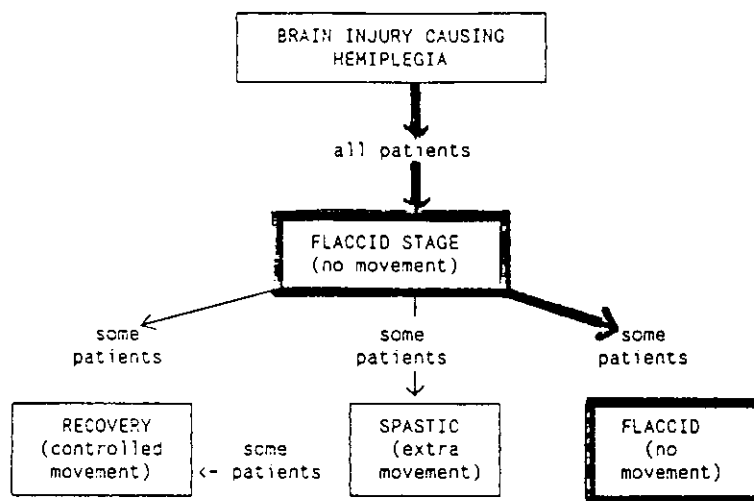 BRAIN INJURY CAUSING
HEMIPLEGIA
all patients
FLACCID STAGE
(no movement)
some
patients
some
patients
some
patients
RECOVERY
(controlled
movement)
some
<- patients
SPASTIC
(extra
movement)
FLACCID
(no
movement)